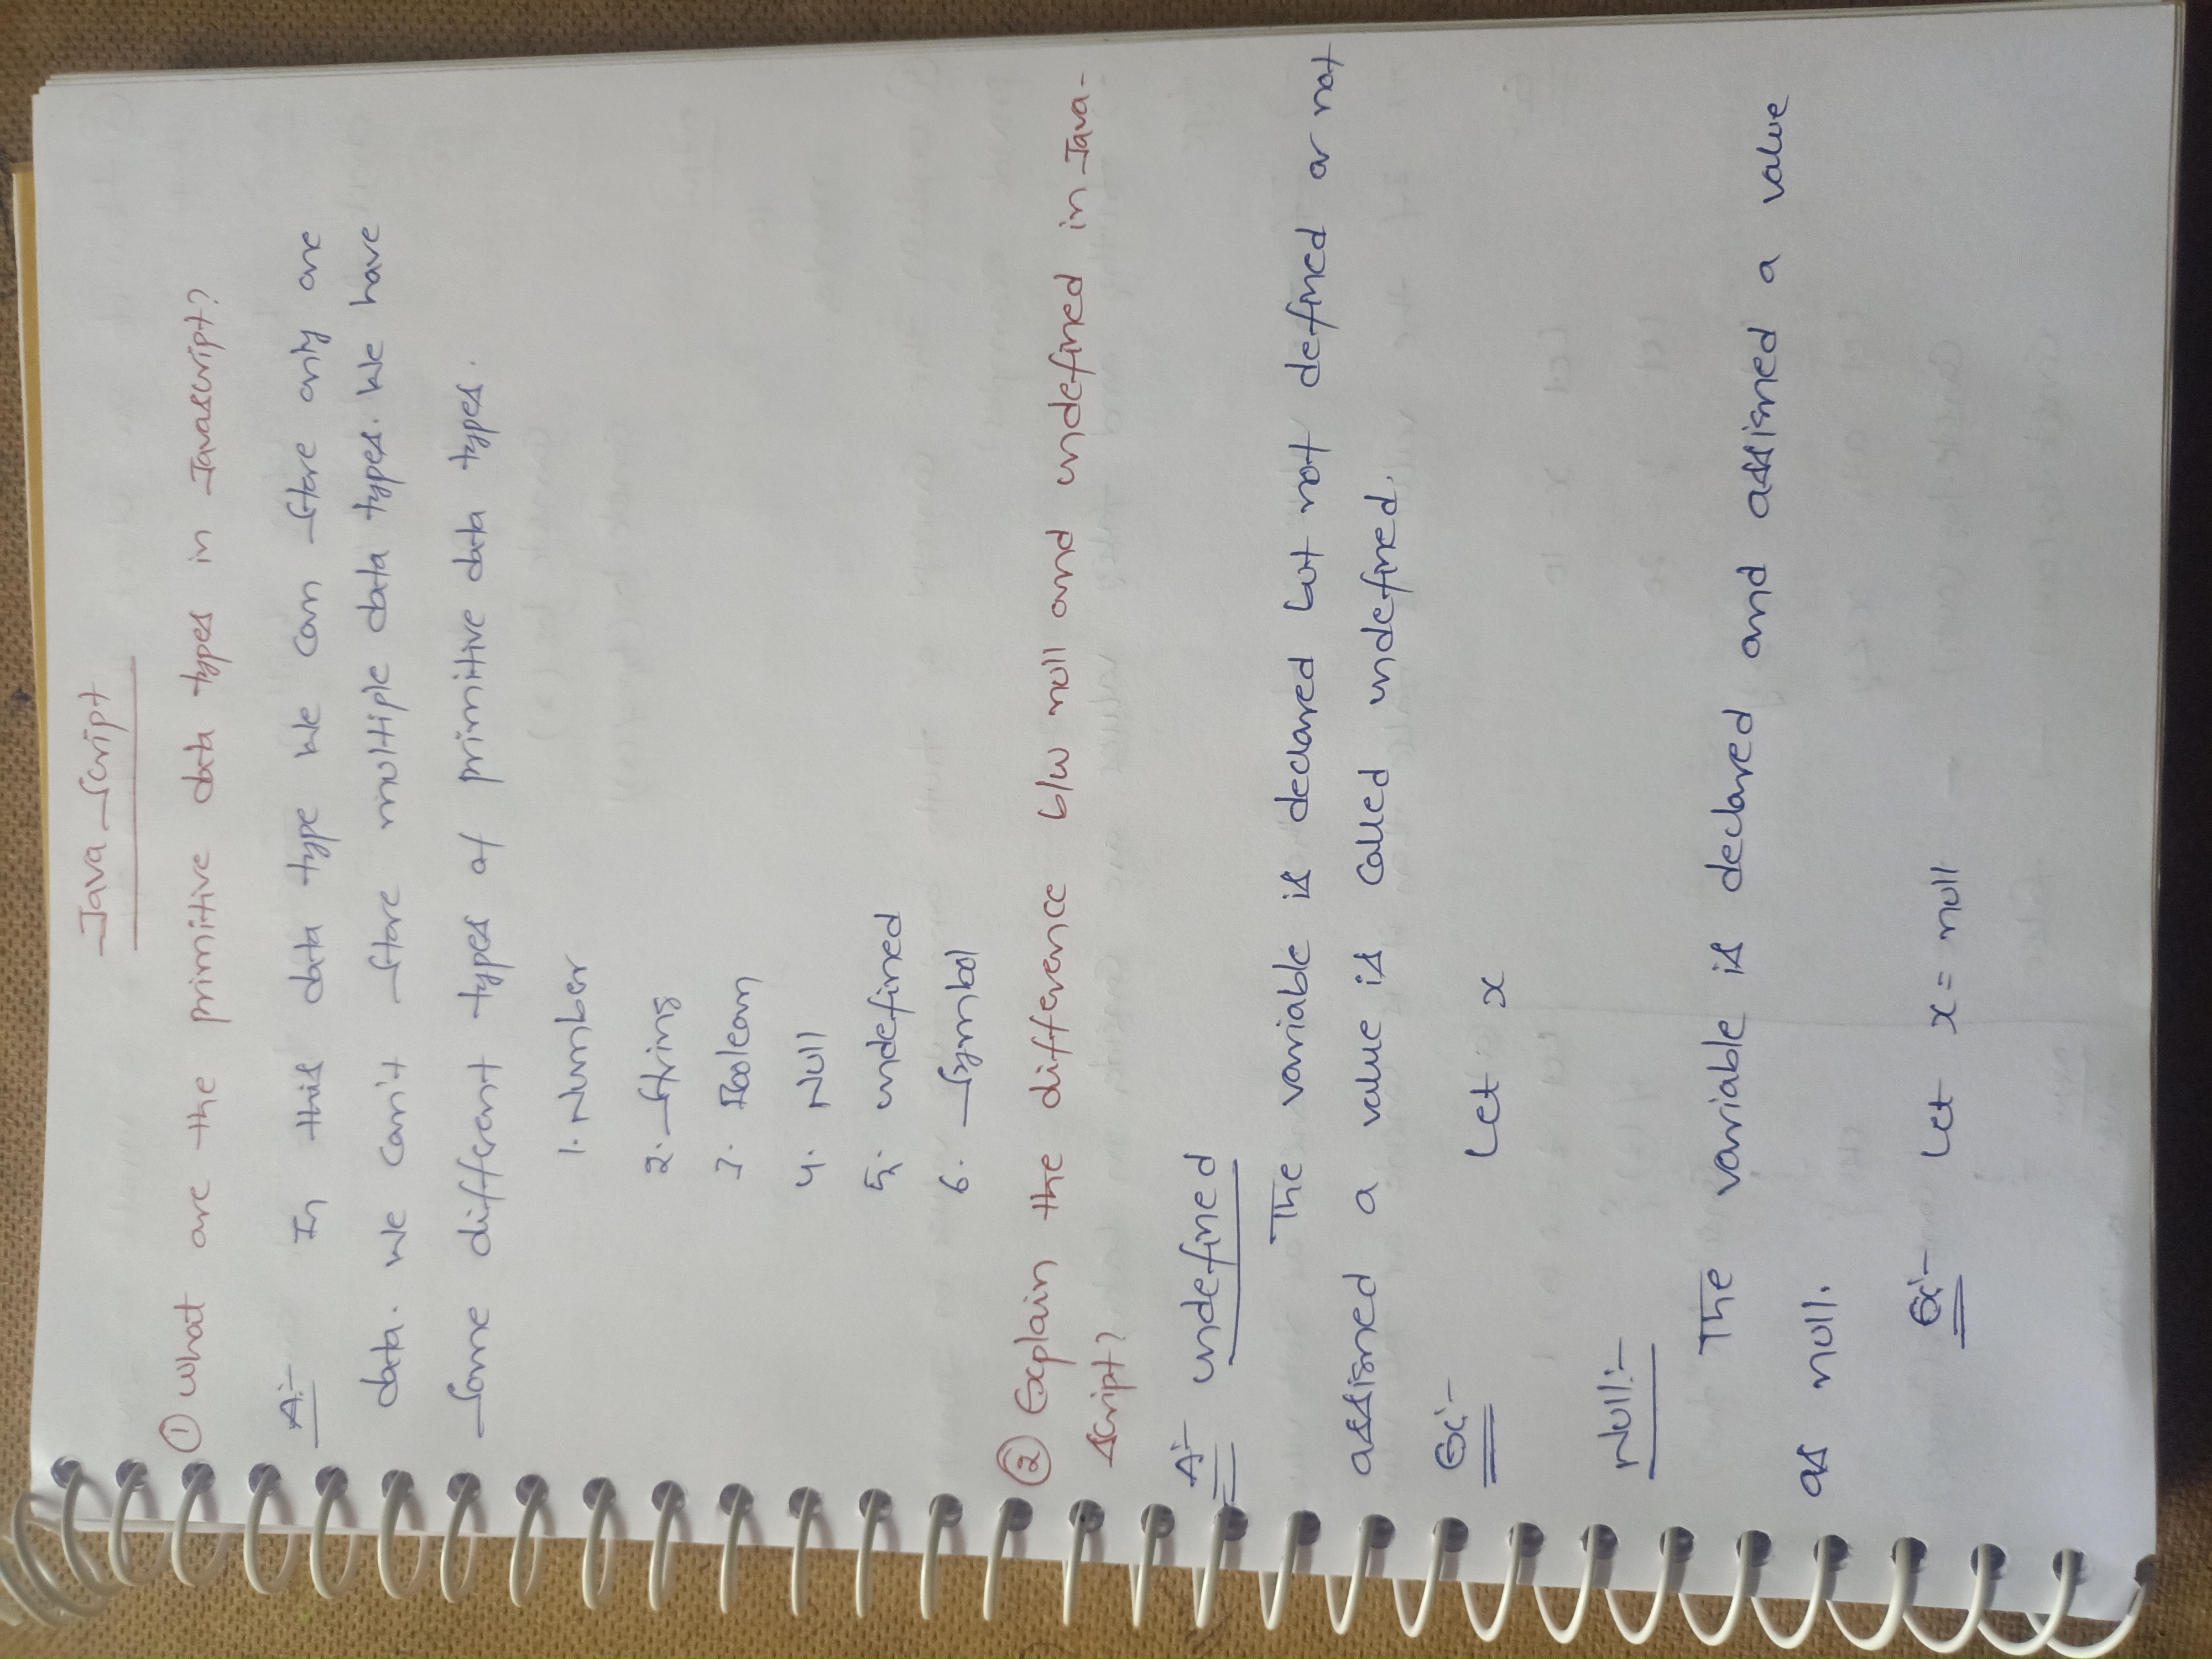 Java Script
① What are the primitive data types in Javascript?
A:- In this data type we can store only one
data. we can't store multiple data types. We have
Some different types of primitive data types.
1. Number
2. String
3. Boolean
4. Null
5. undefined
6. Symbol
② Explain the difference b/w null and undefined in Java-
script?
A:- undefined
The variable is declared but not defined or not
assigned a value is called undefined.
Ex:- Let x
Null:-
The variable is declared and assigned a value
as null.
Ex:- Let x = null